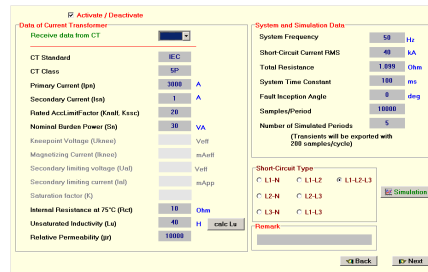 Activate / Deactivate
Data of Current Transformer
Receive data from CT
CT Standard IEC
CT Class 5P
Primary Current (Ipn) 3000 A
Secondary Current (Isn) 1 A
Rated AccLimitFactor (Knalt, Kssc) 20
Nominal Burden Power (Sn) 30 VA
Kneepoint Voltage (Uknee) Veff
Magnetizing Current (Iknee) mAeff
Secondary limiting voltage (Ual) Veff
Secondary limiting current (Ial) mApp
Saturation factor (K)
Internal Resistance at 75°C (Rct) 10 Ohm
Unsaturated Inductivity (Lu) 40 H calc Lu
Relative Permeability (µr) 10000
System and Simulation Data
System Frequency 50 Hz
Short-Circuit Current RMS 40 kA
Total Resistance 1.099 Ohm
System Time Constant 100 ms
Fault Inception Angle 0 deg
Samples/Period 10000
Number of Simulated Periods 5
(Transients will be exported with
200 samples/cycle)
Short-Circuit Type
L1-N L1-L2 L1-L2-L3
L2-N L2-L3
L3-N L1-L3
Simulation
Remark
Back Next